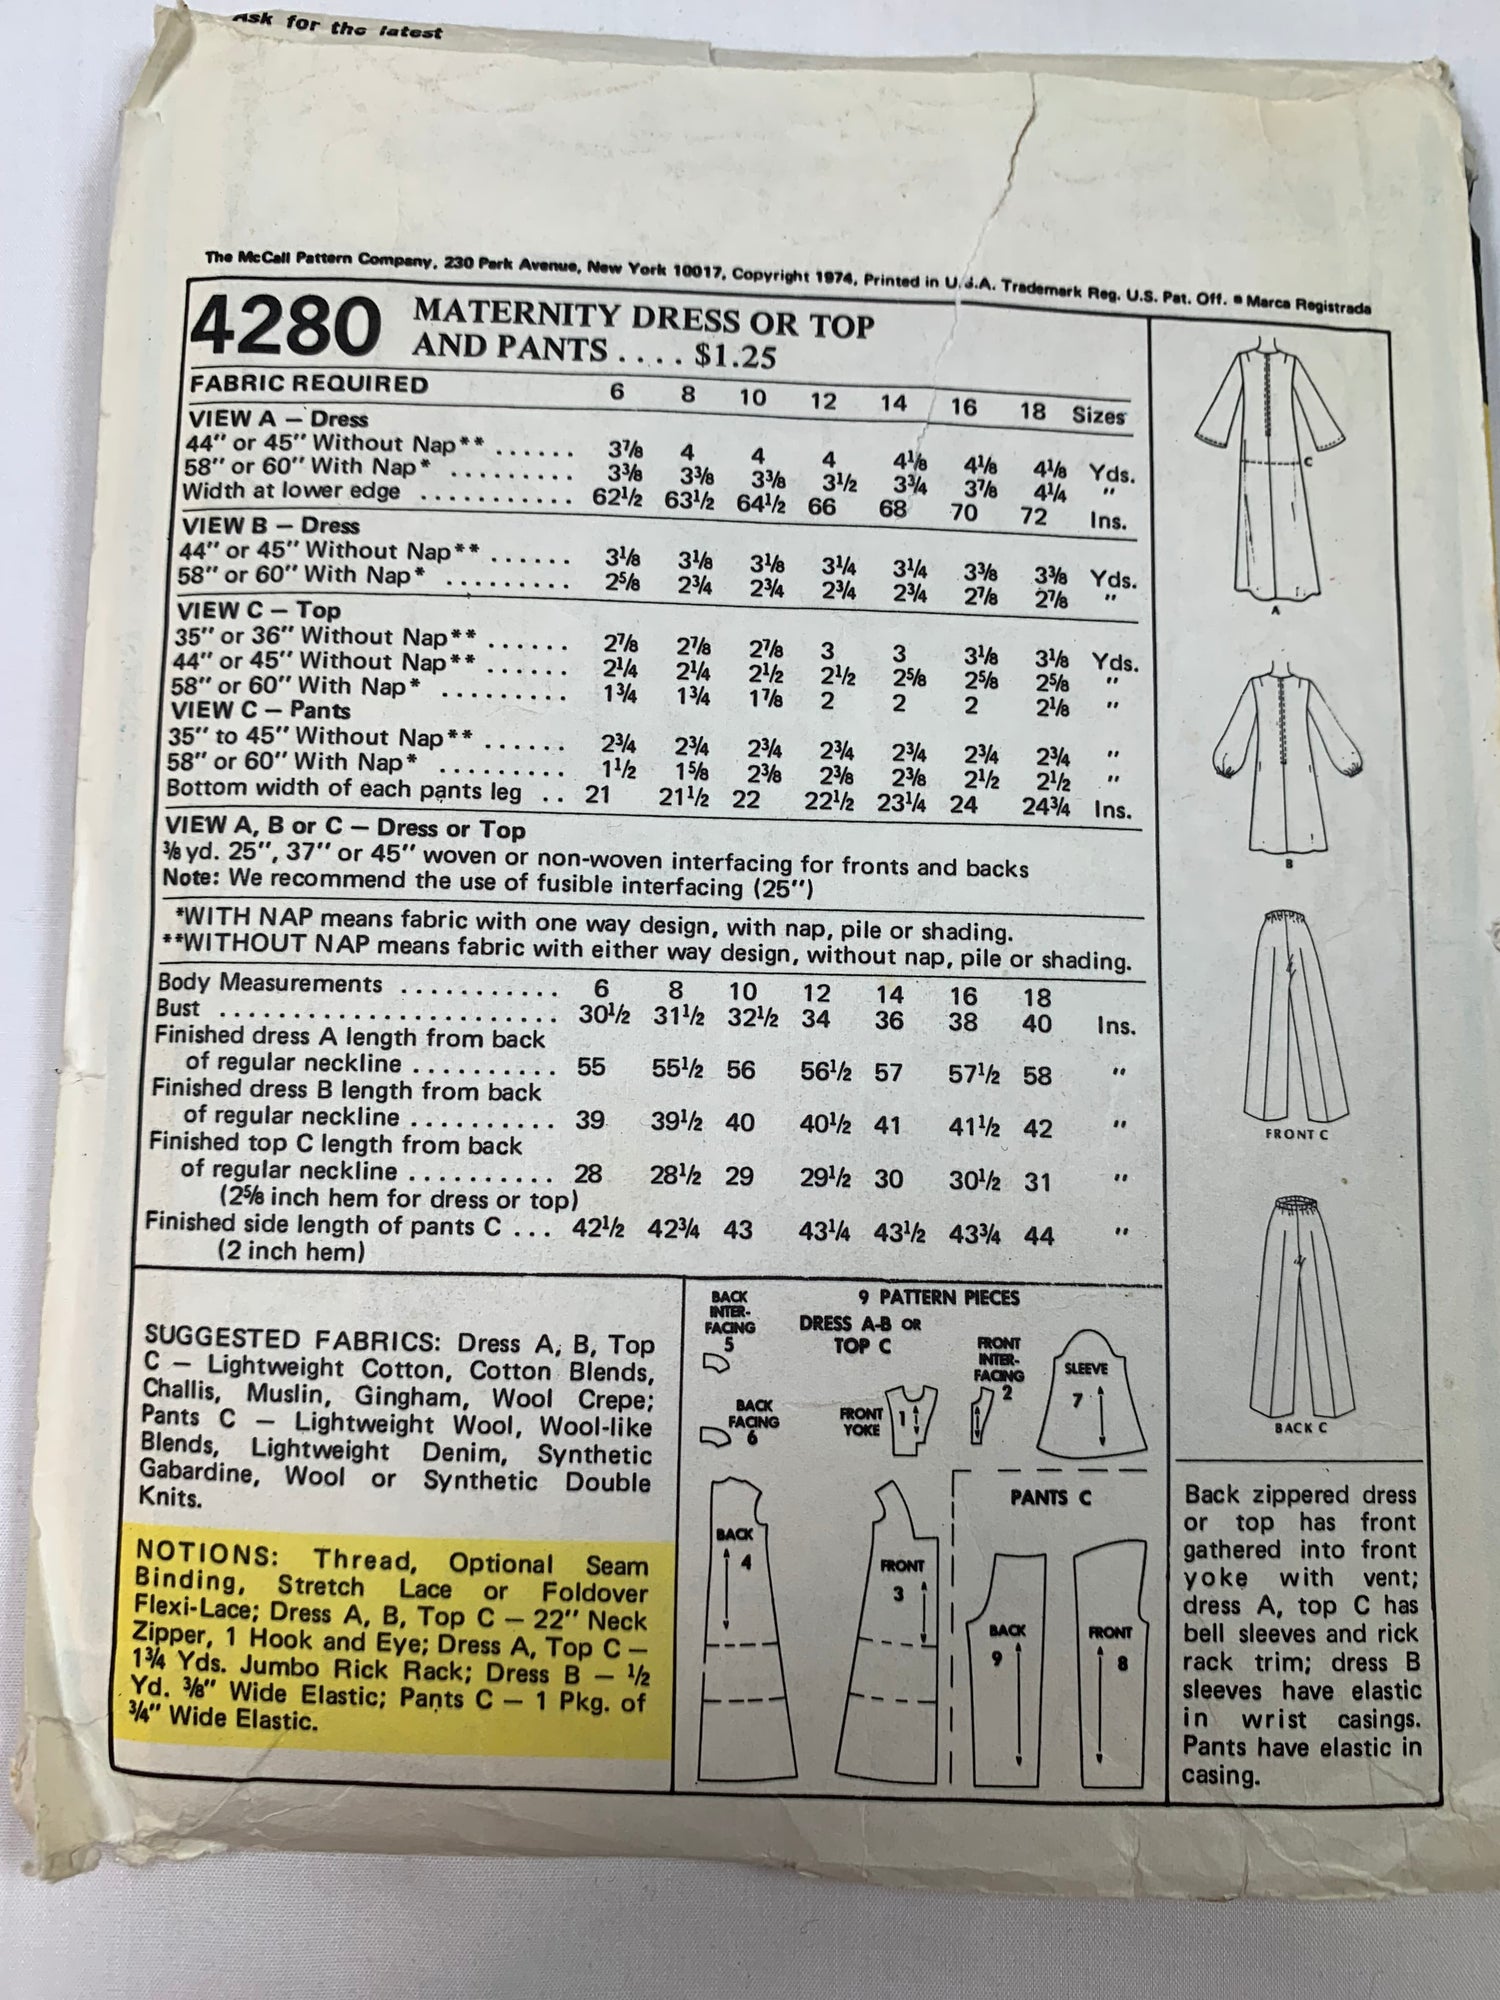 Ask for the latest
The McCall Pattern Company, 230 Park Avenue, New York 10017, Copyright 1974, Printed in U.S.A. Trademark Reg. U.S. Pat. Off. ■ Marca Registrada
4280 MATERNITY DRESS OR TOP
AND PANTS .... $1.25
FABRIC REQUIRED 6 8 10 12 14 16 18 Sizes
VIEW A – Dress
44" or 45" Without Nap** ...... 3⅞ 4 4 4 4⅛ 4⅛ 4⅛ Yds.
58" or 60" With Nap* ......... 3⅜ 3⅜ 3⅜ 3½ 3¾ 3⅞ 4¼ "
Width at lower edge ........... 62½ 63½ 64½ 66 68 70 72 Ins.
VIEW B – Dress
44" or 45" Without Nap** ...... 3⅛ 3⅛ 3⅛ 3¼ 3¼ 3⅜ 3⅜ Yds.
58" or 60" With Nap* ......... 2⅝ 2¾ 2¾ 2¾ 2¾ 2⅞ 2⅞ "
VIEW C – Top
35" or 36" Without Nap** ...... 2⅞ 2⅞ 2⅞ 3 3 3⅛ 3⅛ Yds.
44" or 45" Without Nap** ...... 2¼ 2¼ 2½ 2½ 2⅝ 2⅝ 2⅝ "
58" or 60" With Nap* ......... 1¾ 1¾ 1⅞ 2 2 2 2⅛ "
VIEW C – Pants
35" to 45" Without Nap** ...... 2¾ 2¾ 2¾ 2¾ 2¾ 2¾ 2¾ "
58" or 60" With Nap* ......... 1½ 1⅝ 2⅜ 2⅜ 2⅜ 2½ 2½ "
Bottom width of each pants leg .. 21 21½ 22 22½ 23¼ 24 24¾ Ins.
VIEW A, B or C – Dress or Top
⅜ yd. 25", 37" or 45" woven or non-woven interfacing for fronts and backs
Note: We recommend the use of fusible interfacing (25")
*WITH NAP means fabric with one way design, with nap, pile or shading.
**WITHOUT NAP means fabric with either way design, without nap, pile or shading.
Body Measurements ........... 6 8 10 12 14 16 18
Bust ....................... 30½ 31½ 32½ 34 36 38 40 Ins.
Finished dress A length from back
of regular neckline .......... 55 55½ 56 56½ 57 57½ 58 "
Finished dress B length from back
of regular neckline .......... 39 39½ 40 40½ 41 41½ 42 "
Finished top C length from back
of regular neckline .......... 28 28½ 29 29½ 30 30½ 31 "
(2⅝ inch hem for dress or top)
Finished side length of pants C ... 42½ 42¾ 43 43¼ 43½ 43¾ 44 "
(2 inch hem)
SUGGESTED FABRICS: Dress A, B, Top
C – Lightweight Cotton, Cotton Blends,
Challis, Muslin, Gingham, Wool Crepe;
Pants C – Lightweight Wool, Wool-like
Blends, Lightweight Denim, Synthetic
Gabardine, Wool or Synthetic Double
Knits.
NOTIONS: Thread, Optional Seam
Binding, Stretch Lace or Foldover
Flexi-Lace; Dress A, B, Top C – 22" Neck
Zipper, 1 Hook and Eye; Dress A, Top C –
1¾ Yds. Jumbo Rick Rack; Dress B – ½
Yd. ⅜" Wide Elastic; Pants C – 1 Pkg. of
¾" Wide Elastic.
9 PATTERN PIECES
DRESS A-B OR
TOP C
BACK
INTER-
FACING
5
BACK
FACING
6
FRONT
YOKE
1
FRONT
INTER-
FACING
2
SLEEVE
7
BACK
4
FRONT
3
PANTS C
BACK
9
FRONT
8
C
A
B
FRONT C
BACK C
Back zippered dress
or top has front
gathered into front
yoke with vent;
dress A, top C has
bell sleeves and rick
rack trim; dress B
sleeves have elastic
in wrist casings.
Pants have elastic in
casing.